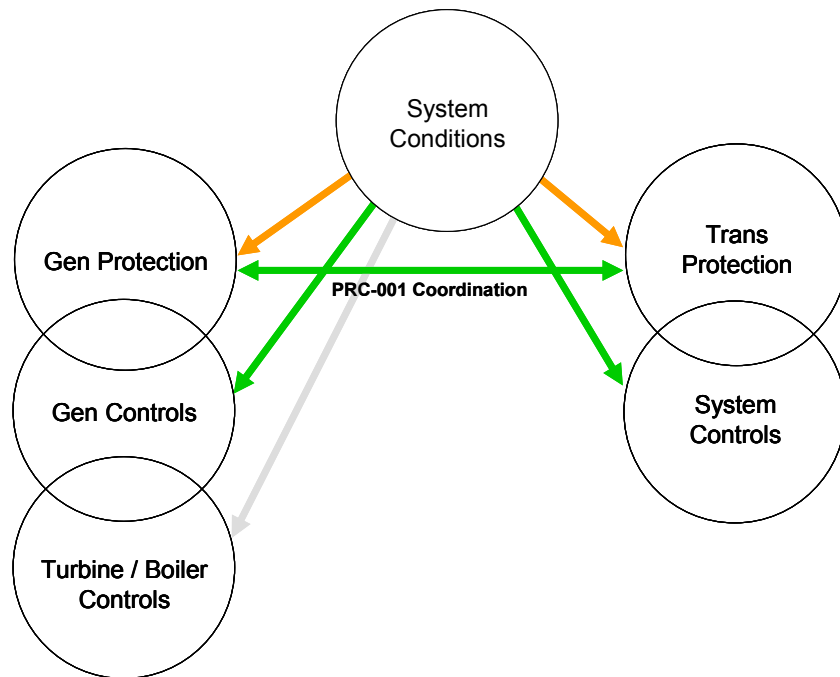 System
Conditions
Gen Protection
Trans
Protection
PRC-001 Coordination
Gen Controls
System
Controls
Turbine / Boiler
Controls